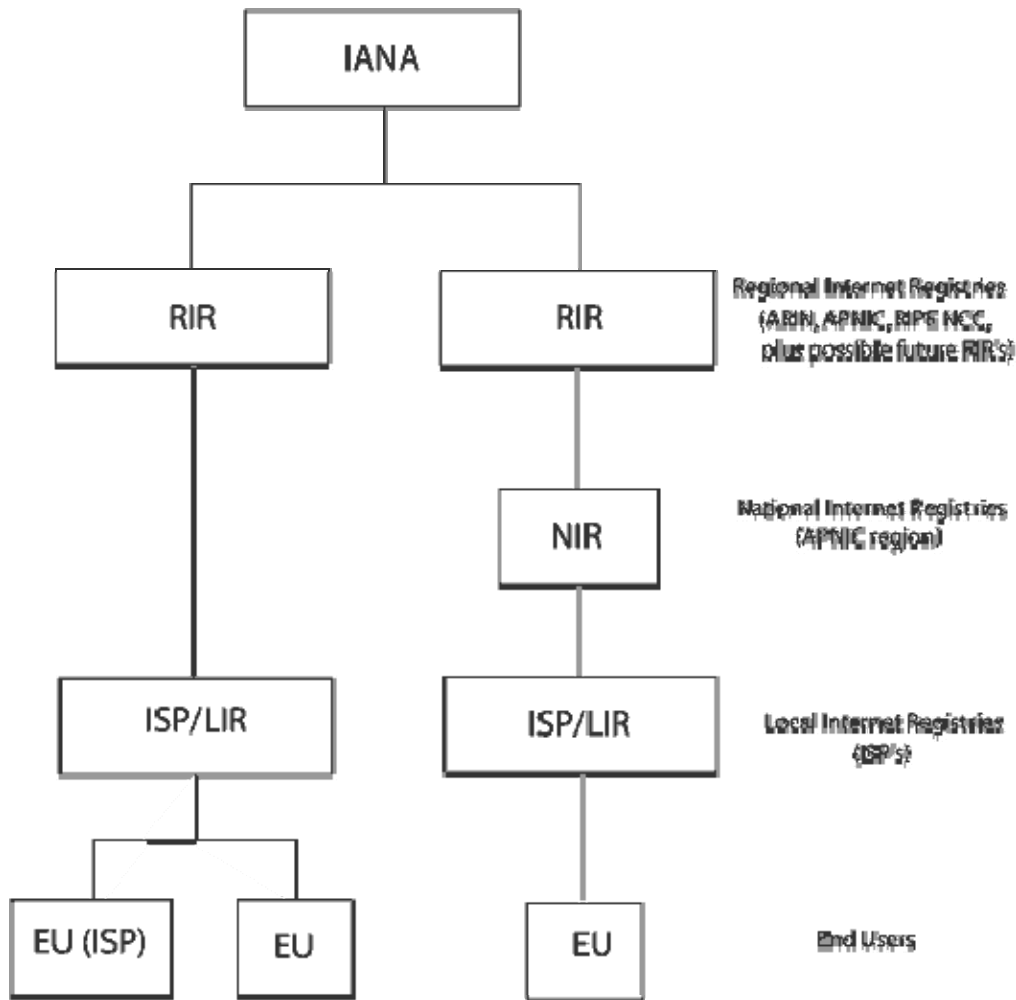 IANA
RIR
RIR
Regional Internet Registries
(ARIN, APNIC, RIPE NCC,
plus possible future RIR's)
NIR
National Internet Registries
(APNIC region)
ISP/LIR
ISP/LIR
Local Internet Registries
(ISP's)
EU (ISP)
EU
EU
End Users